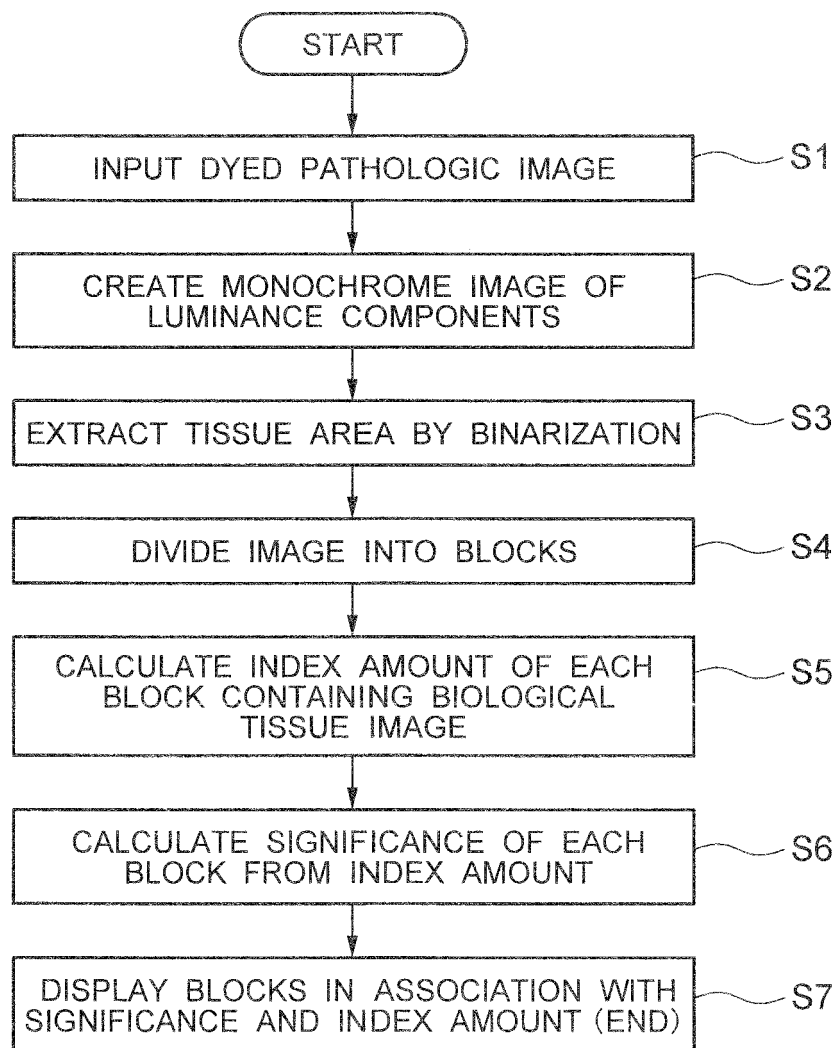 START
INPUT DYED PATHOLOGIC IMAGE
S1
CREATE MONOCHROME IMAGE OF
LUMINANCE COMPONENTS
S2
EXTRACT TISSUE AREA BY BINARIZATION
S3
DIVIDE IMAGE INTO BLOCKS
S4
CALCULATE INDEX AMOUNT OF EACH
BLOCK CONTAINING BIOLOGICAL
TISSUE IMAGE
S5
CALCULATE SIGNIFICANCE OF EACH
BLOCK FROM INDEX AMOUNT
S6
DISPLAY BLOCKS IN ASSOCIATION WITH
SIGNIFICANCE AND INDEX AMOUNT (END)
S7